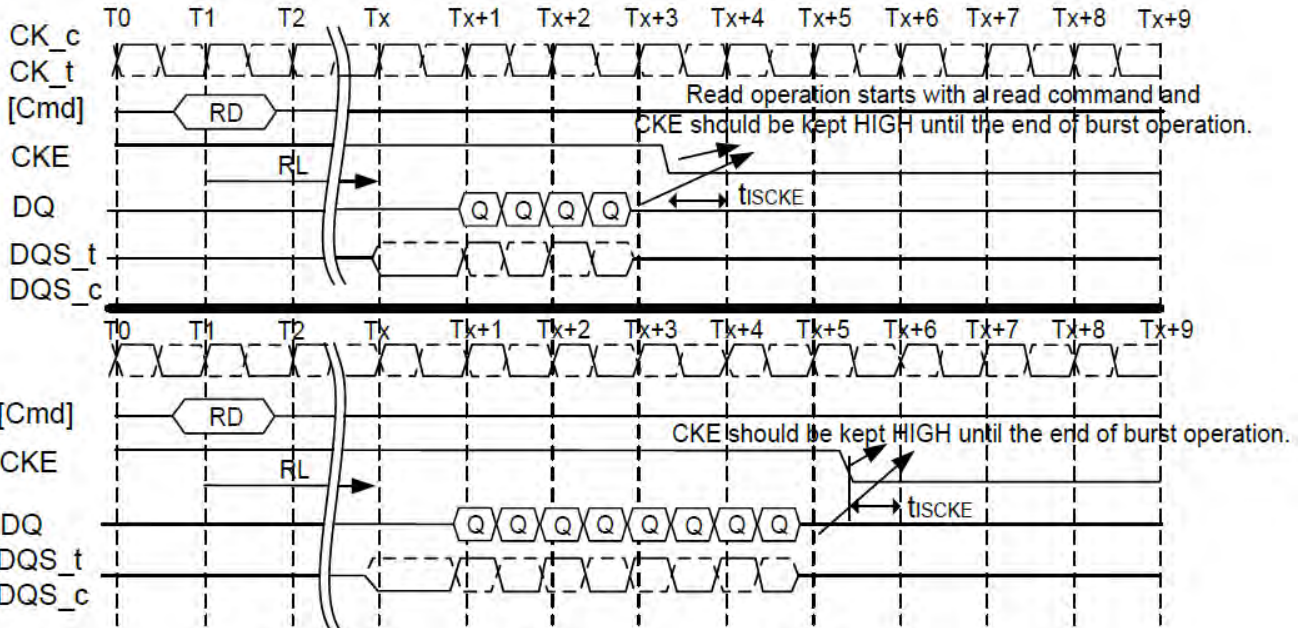 T0 T1 T2 Tx Tx+1 Tx+2 Tx+3 Tx+4 Tx+5 Tx+6 Tx+7 Tx+8 Tx+9
CK_c
CK_t
[Cmd] RD
Read operation starts with a read command and
CKE should be kept HIGH until the end of burst operation.
CKE
RL
tISCKE
DQ Q Q Q Q
DQS_t
DQS_c
T0 T1 T2 Tx Tx+1 Tx+2 Tx+3 Tx+4 Tx+5 Tx+6 Tx+7 Tx+8 Tx+9
[Cmd] RD
CKE should be kept HIGH until the end of burst operation.
CKE
RL
tISCKE
DQ Q Q Q Q Q Q Q Q
DQS_t
DQS_c